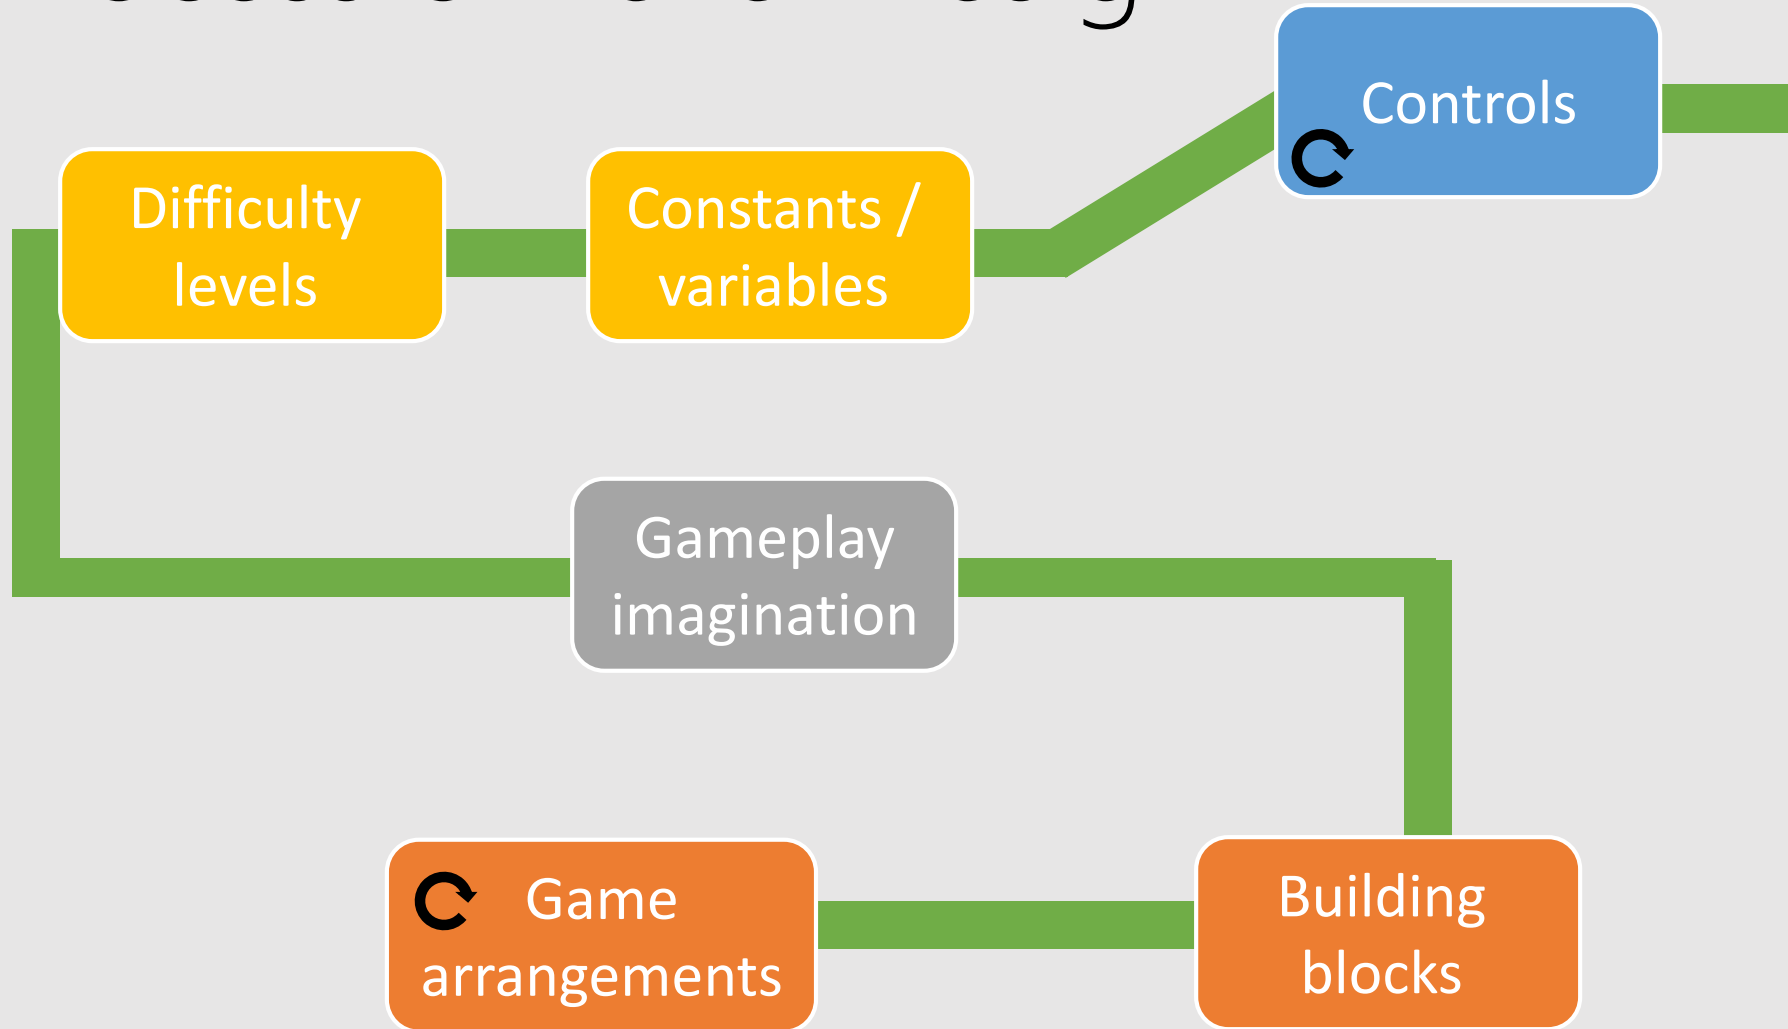 Controls
Difficulty
levels
Constants /
variables
Gameplay
imagination
Game
arrangements
Building
blocks